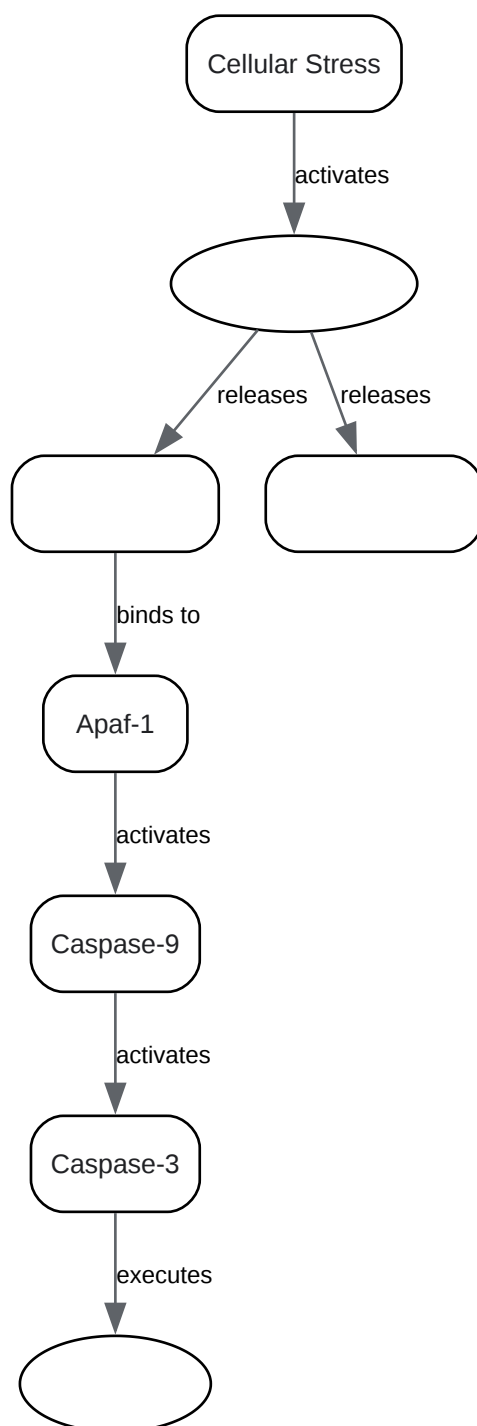 Cellular Stress
activates
releases
releases
binds to
Apaf-1
activates
Caspase-9
activates
Caspase-3
executes